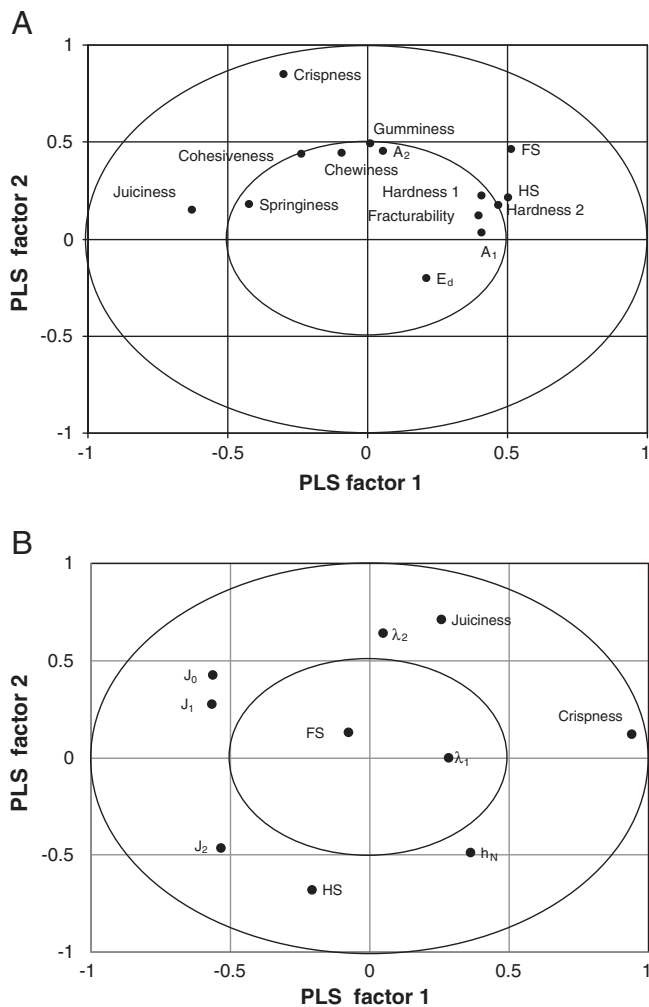 A
1
Crispness
Gumminess
0.5
A2
FS
Cohesiveness
Chewiness
Hardness 1
HS
Juiciness
Springiness
Hardness 2
Fracturability
0
A1
Ed
-0.5
-1
-1 -0.5 0 0.5 1
PLS factor 2
PLS factor 1
B
1
Juiciness
λ2
0.5
J0
J1
Crispness
FS
0
λ1
-0.5
J2
hN
HS
-1
-1 -0.5 0 0.5 1
PLS factor 2
PLS factor 1